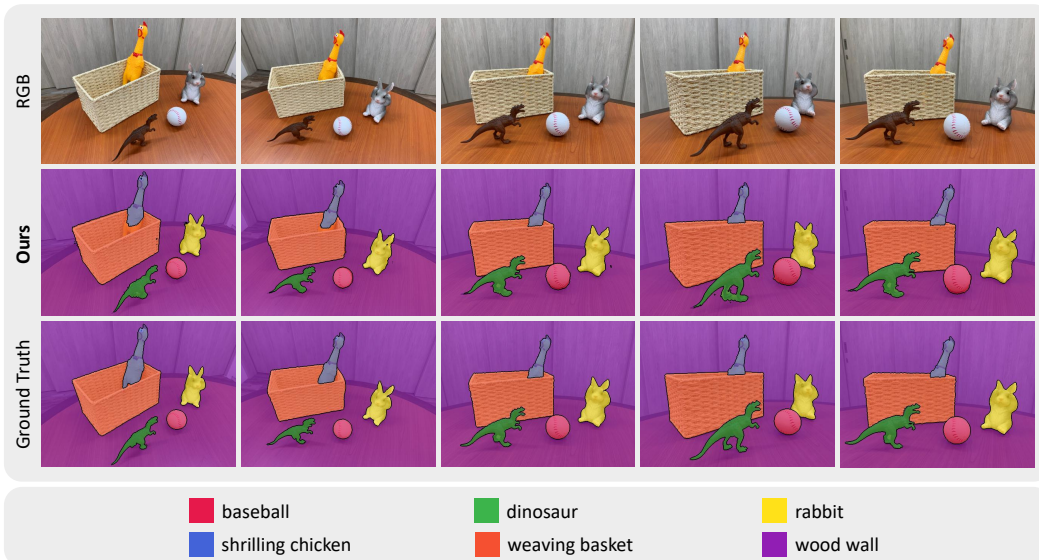 RGB
Ours
Ground Truth
baseball
dinosaur
rabbit
shrilling chicken
weaving basket
wood wall